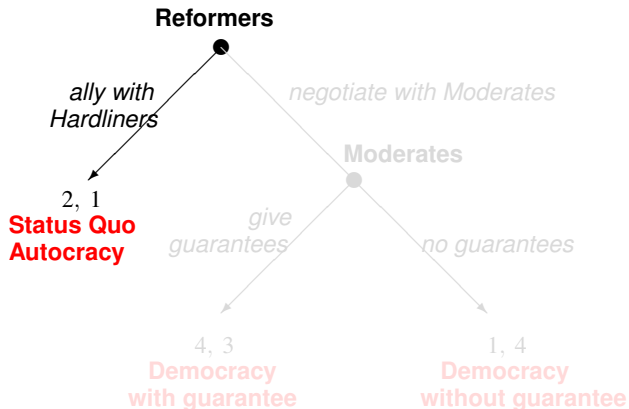 Reformers
ally with
Hardliners
negotiate with Moderates
Moderates
2, 1
Status Quo
Autocracy
give
guarantees
no guarantees
4, 3
Democracy
with guarantee
1, 4
Democracy
without guarantee